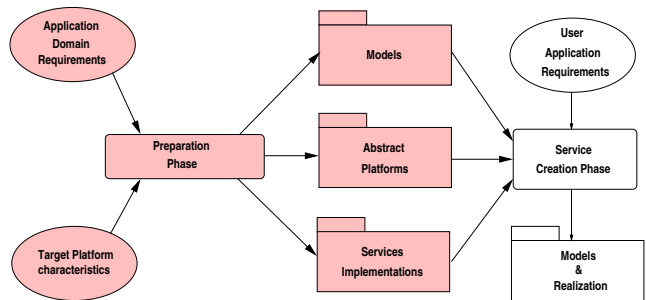 Application
Domain
Requirements
Target Platform
characteristics
Preparation
Phase
Models
Abstract
Platforms
Services
Implementations
User
Application
Requirements
Service
Creation Phase
Models
&
Realization